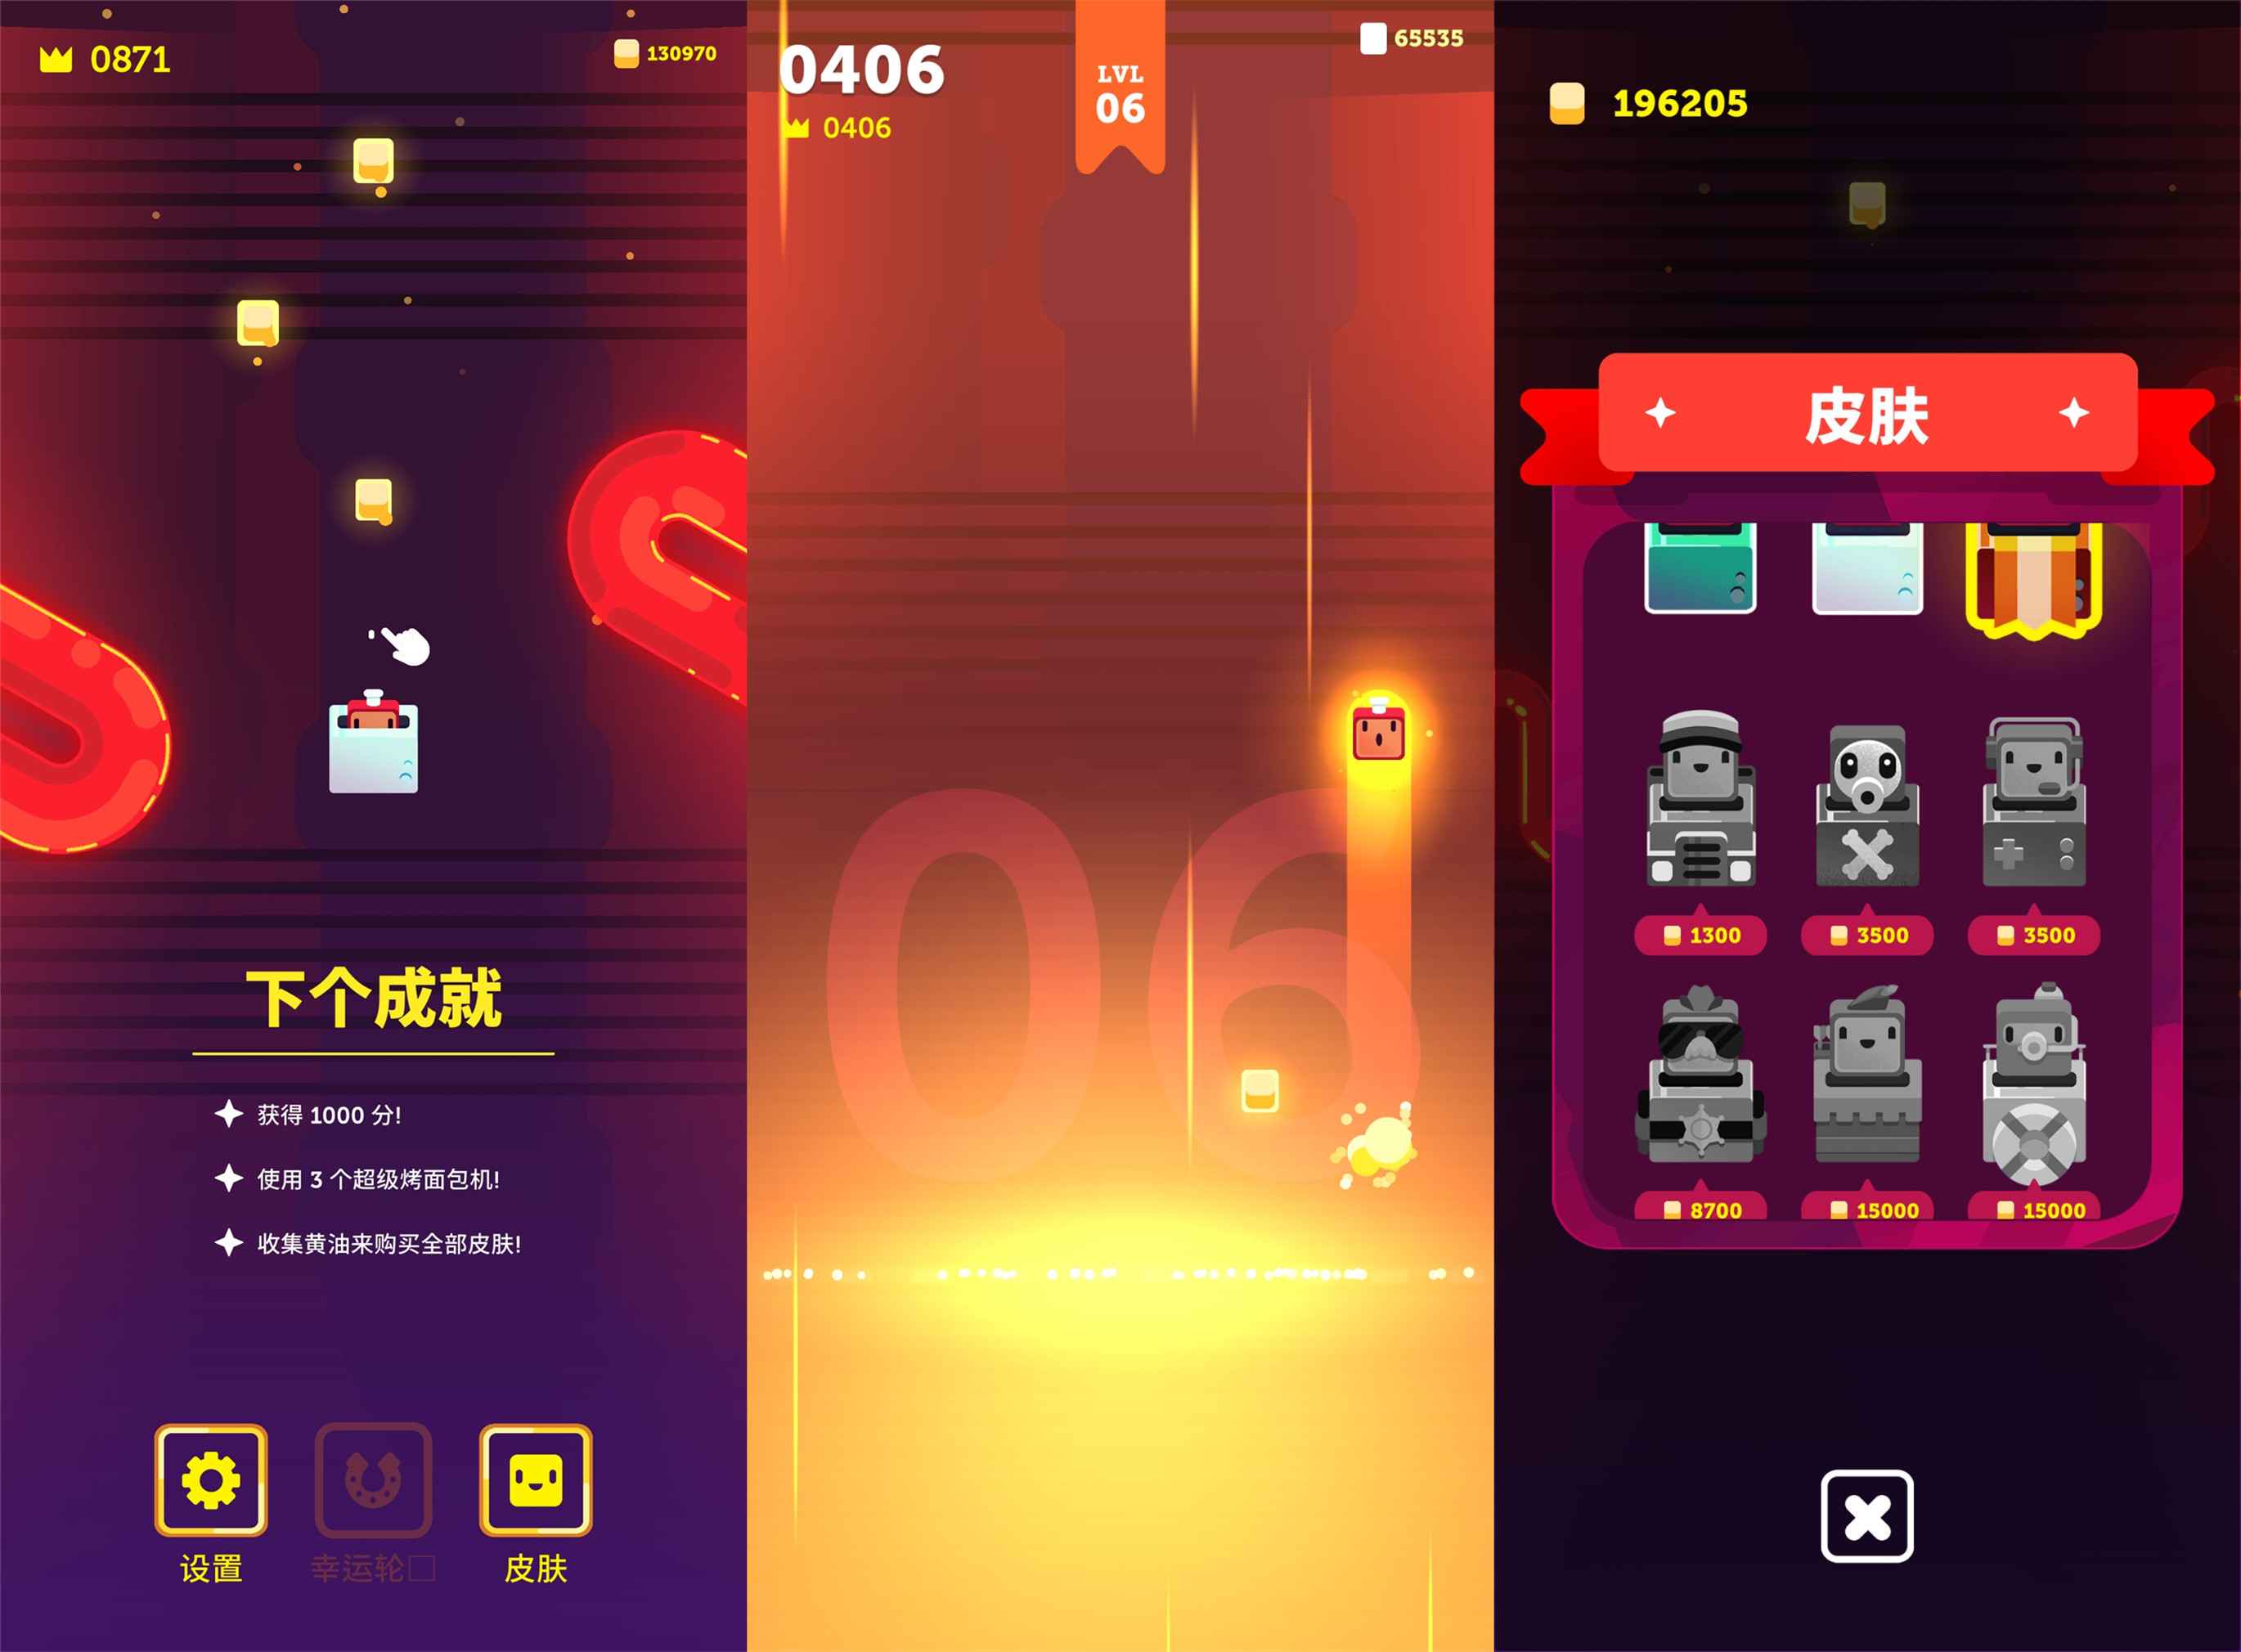 0871
130970
下个成就
获得 1000 分!
使用 3 个超级烤面包机!
收集黄油来购买全部皮肤!
设置
幸运轮□
皮肤
0406
0406
LVL
06
65535
06
196205
皮肤
1300
3500
3500
8700
15000
15000